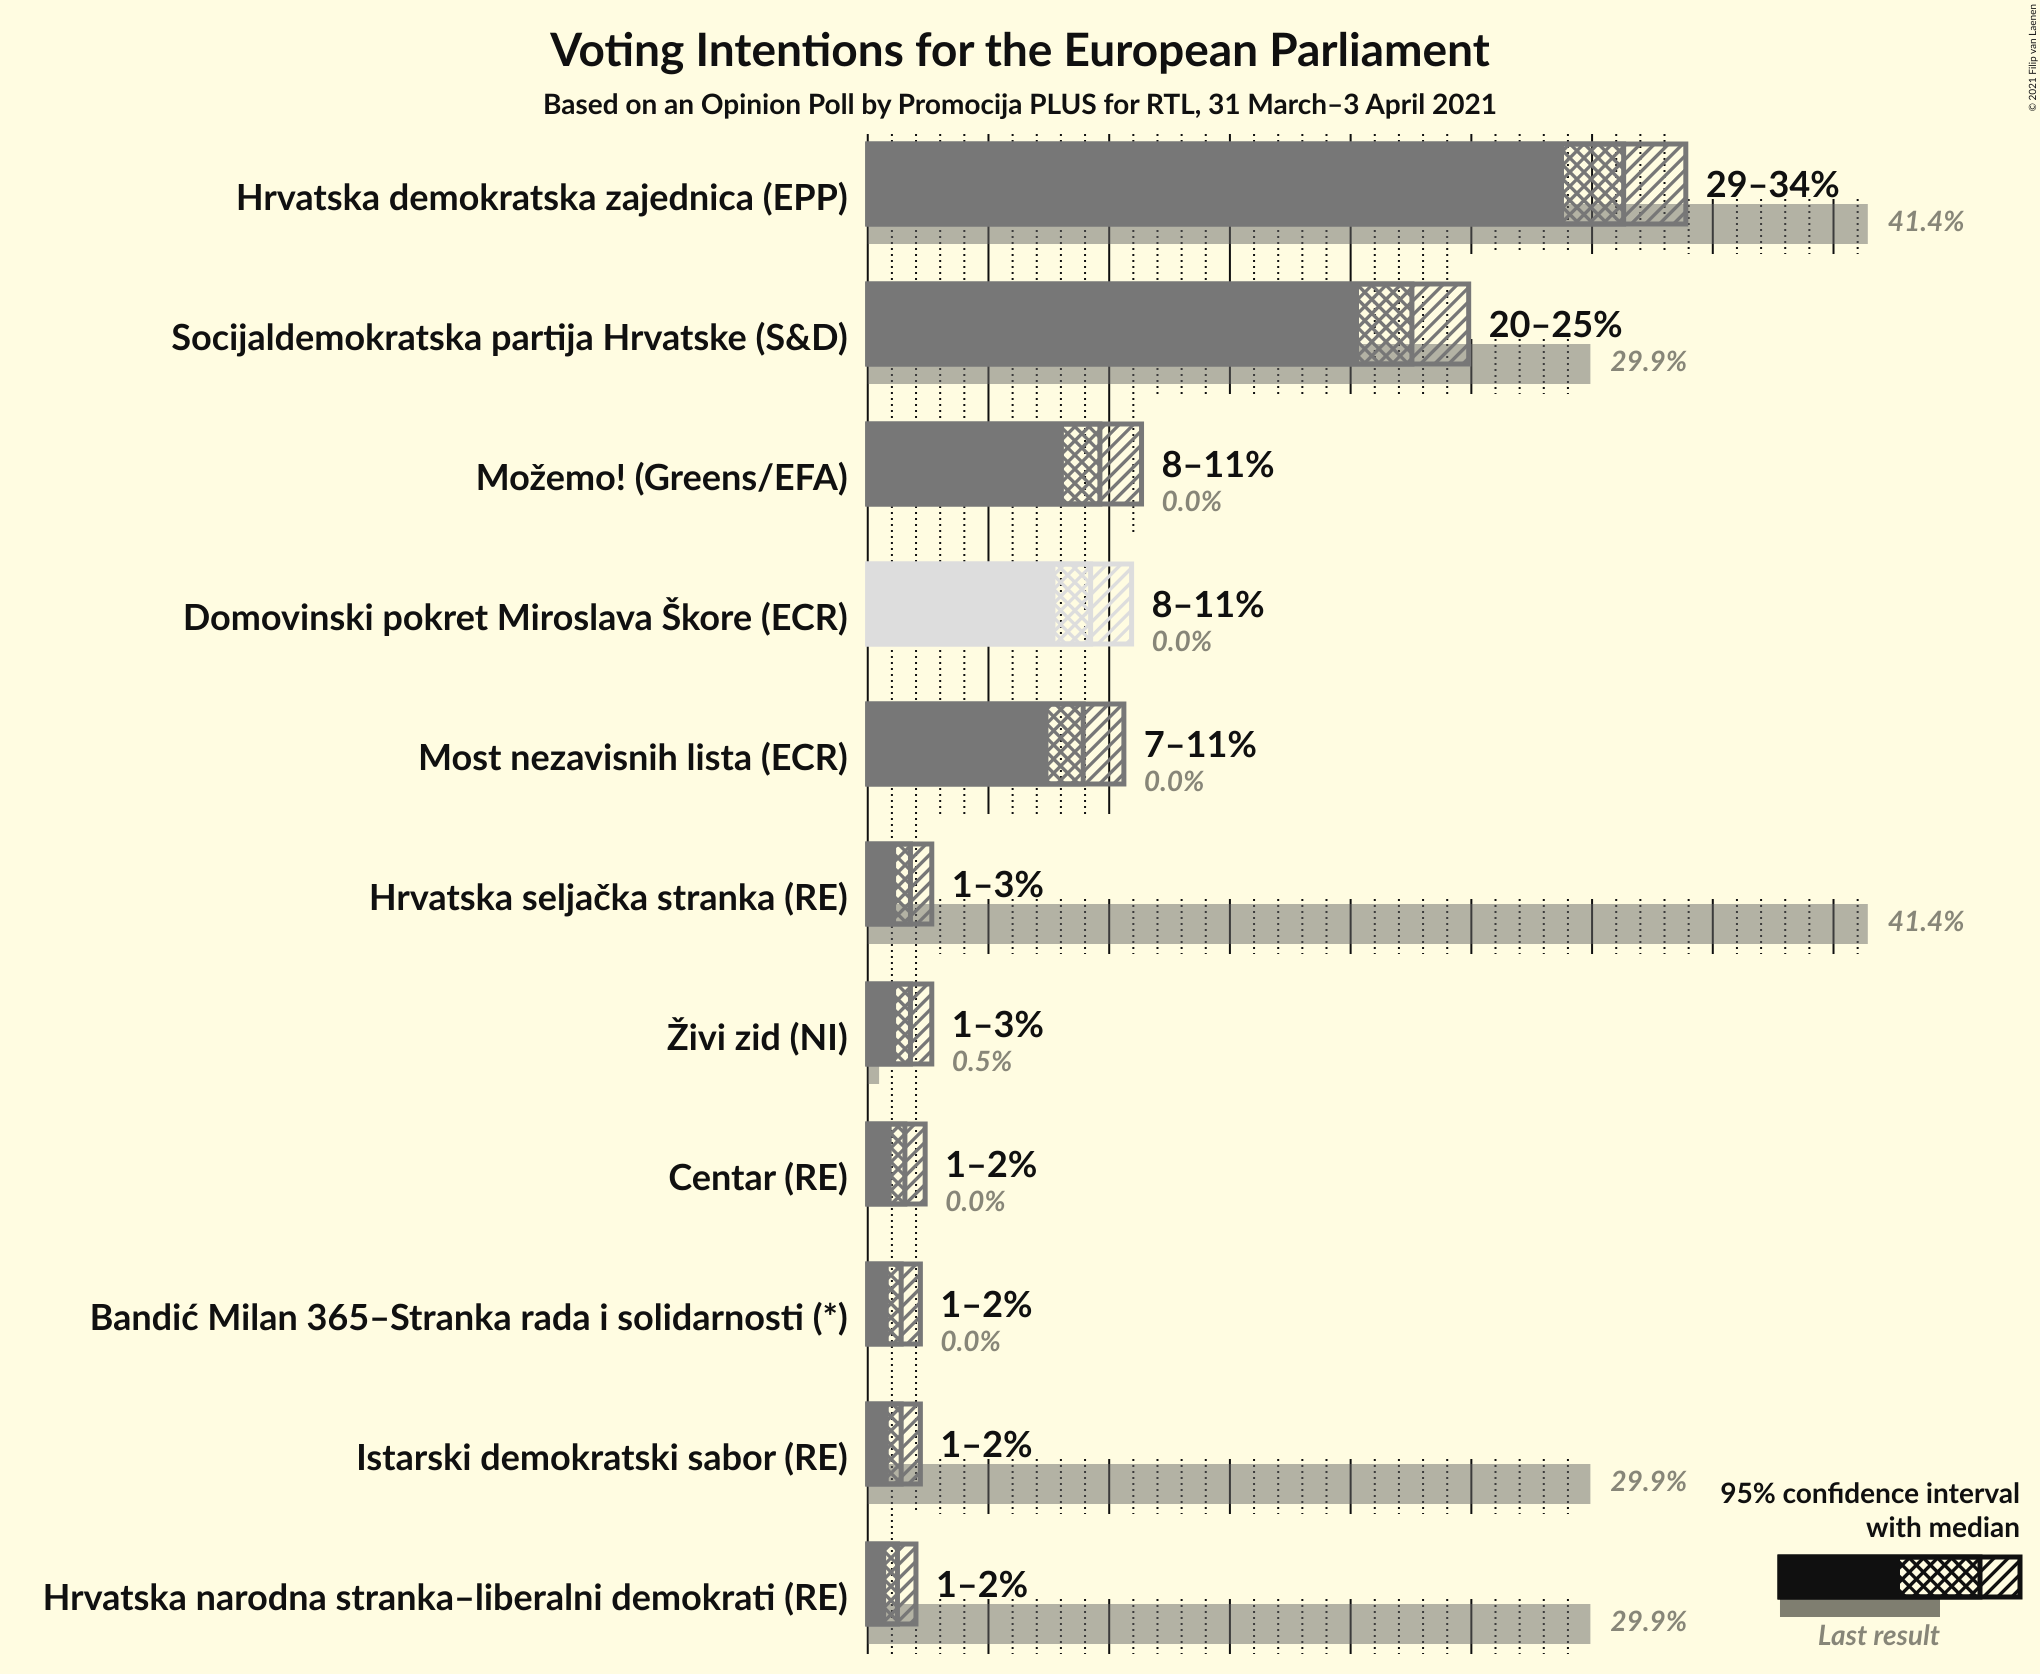 Voting Intentions for the European Parliament
Based on an Opinion Poll by Promocija PLUS for RTL, 31 March–3 April 2021
© 2021 Filip van Laenen
Hrvatska demokratska zajednica (EPP)
29–34%
41.4%
Socijaldemokratska partija Hrvatske (S&D)
20–25%
29.9%
Možemo! (Greens/EFA)
8–11%
0.0%
Domovinski pokret Miroslava Škore (ECR)
8–11%
0.0%
Most nezavisnih lista (ECR)
7–11%
0.0%
Hrvatska seljačka stranka (RE)
1–3%
41.4%
Živi zid (NI)
1–3%
0.5%
Centar (RE)
1–2%
0.0%
Bandić Milan 365–Stranka rada i solidarnosti (*)
1–2%
0.0%
Istarski demokratski sabor (RE)
1–2%
29.9%
Hrvatska narodna stranka–liberalni demokrati (RE)
1–2%
29.9%
95% confidence interval
with median
Last result